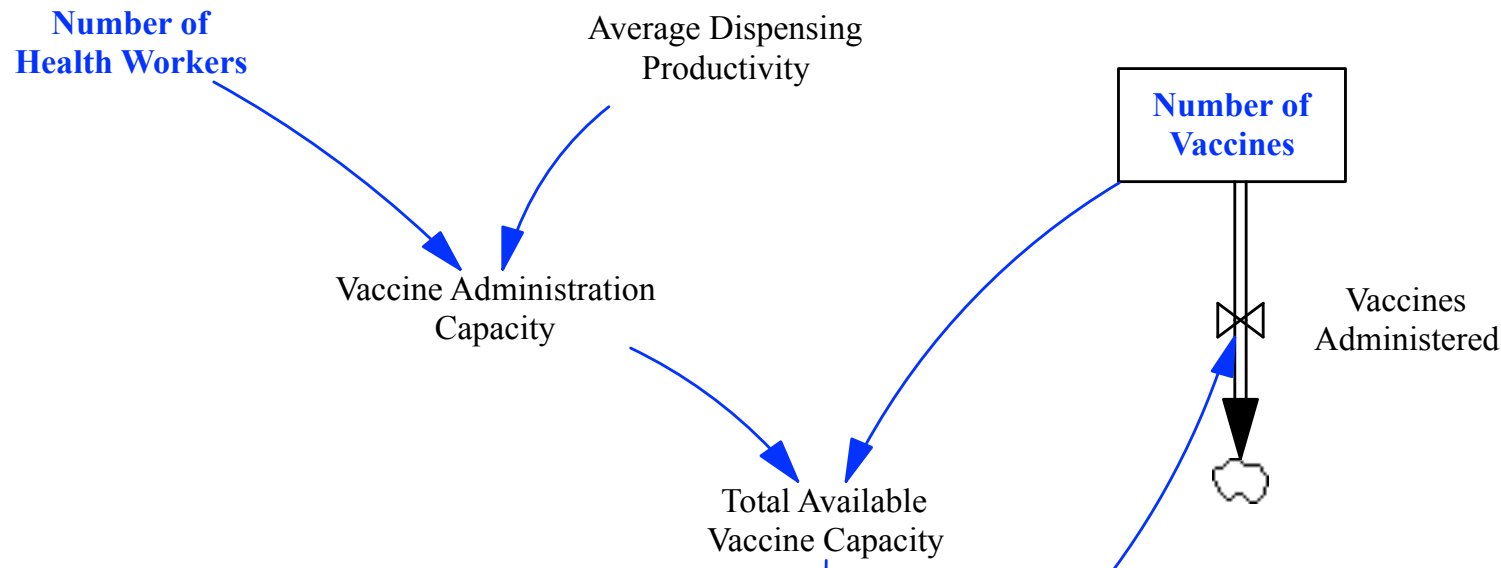 Number of
Health Workers
Average Dispensing
Productivity
Number of
Vaccines
Vaccine Administration
Capacity
Vaccines
Administered
Total Available
Vaccine Capacity